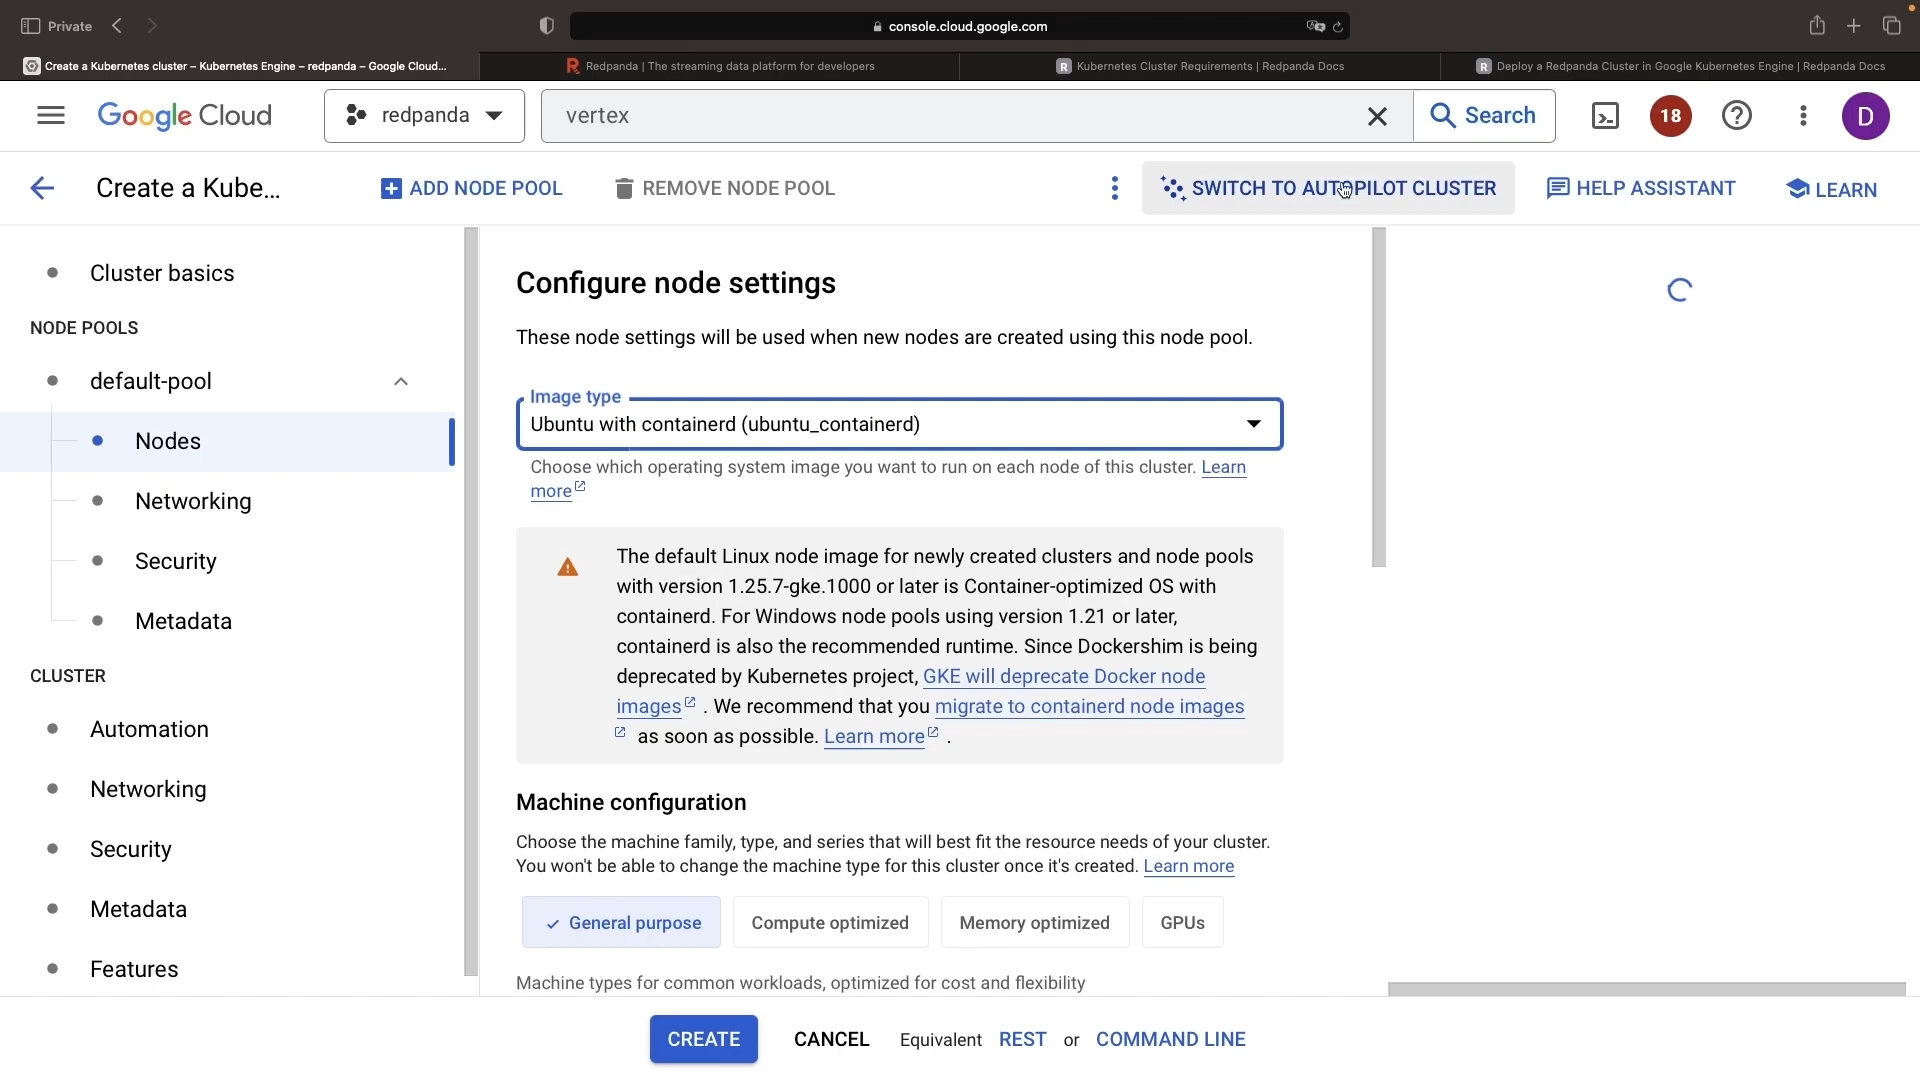 Private
console.cloud.google.com
Create a Kubernetes cluster – Kubernetes Engine – redpanda – Google Cloud...
Redpanda | The streaming data platform for developers
Kubernetes Cluster Requirements | Redpanda Docs
Deploy a Redpanda Cluster in Google Kubernetes Engine | Redpanda Docs
Google Cloud
redpanda
vertex
Search
18
D
Create a Kube...
ADD NODE POOL
REMOVE NODE POOL
SWITCH TO AUTOPILOT CLUSTER
HELP ASSISTANT
LEARN
Cluster basics
NODE POOLS
default-pool
Nodes
Networking
Security
Metadata
CLUSTER
Automation
Networking
Security
Metadata
Features
Configure node settings
These node settings will be used when new nodes are created using this node pool.
Image type
Ubuntu with containerd (ubuntu_containerd)
Choose which operating system image you want to run on each node of this cluster. Learn
more
The default Linux node image for newly created clusters and node pools
with version 1.25.7-gke.1000 or later is Container-optimized OS with
containerd. For Windows node pools using version 1.21 or later,
containerd is also the recommended runtime. Since Dockershim is being
deprecated by Kubernetes project, GKE will deprecate Docker node
images . We recommend that you migrate to containerd node images
as soon as possible. Learn more .
Machine configuration
Choose the machine family, type, and series that will best fit the resource needs of your cluster.
You won't be able to change the machine type for this cluster once it's created. Learn more
General purpose
Compute optimized
Memory optimized
GPUs
Machine types for common workloads, optimized for cost and flexibility
CREATE
CANCEL
Equivalent REST or COMMAND LINE